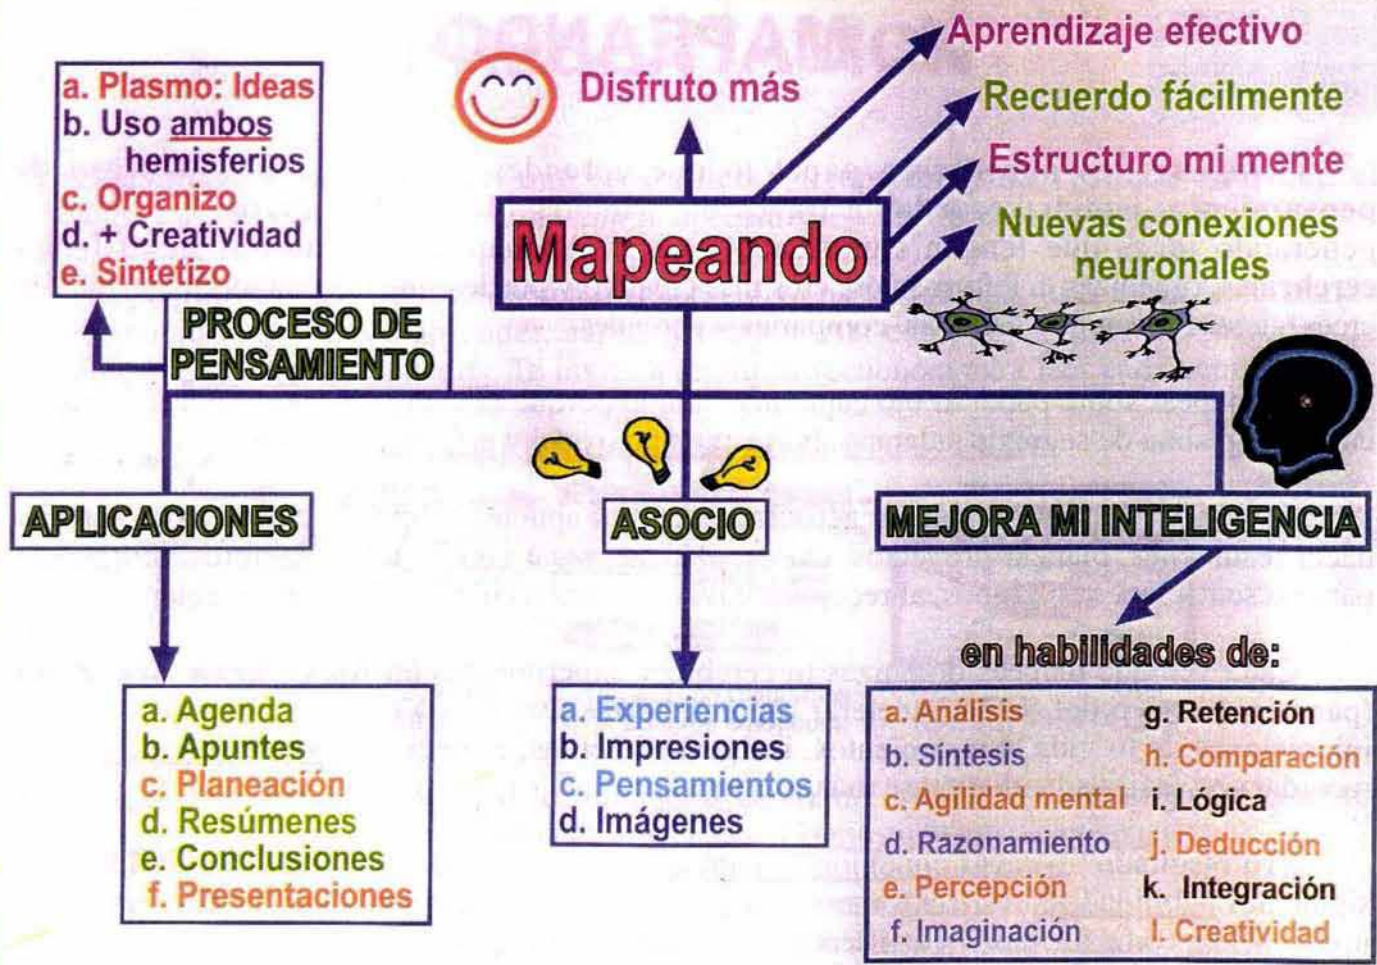 Mapeando
Disfruto más
Aprendizaje efectivo
Recuerdo fácilmente
Estructuro mi mente
Nuevas conexiones
neuronales
a. Plasmo: Ideas
b. Uso ambos
hemisferios
c. Organizo
d. + Creatividad
e. Sintetizo
PROCESO DE
PENSAMIENTO
APLICACIONES
a. Agenda
b. Apuntes
c. Planeación
d. Resúmenes
e. Conclusiones
f. Presentaciones
ASOCIO
a. Experiencias
b. Impresiones
c. Pensamientos
d. Imágenes
MEJORA MI INTELIGENCIA
en habilidades de:
a. Análisis
b. Síntesis
c. Agilidad mental
d. Razonamiento
e. Percepción
f. Imaginación
g. Retención
h. Comparación
i. Lógica
j. Deducción
k. Integración
l. Creatividad